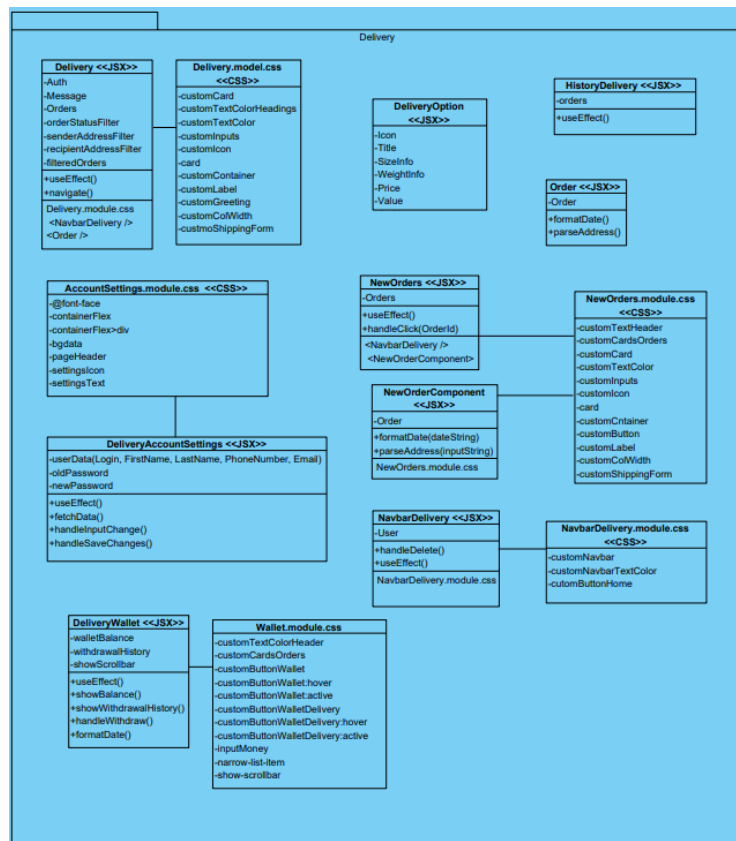 Delivery
Delivery <<JSX>>
-Auth
-Message
-Orders
-orderStatusFilter
-senderAddressFilter
-recipientAddressFilter
-filteredOrders
+useEffect()
+navigate()
Delivery.module.css
<NavbarDelivery />
<Order />
Delivery.model.css
<<CSS>>
-customCard
-customTextColorHeadings
-customTextColor
-customInputs
-customIcon
-card
-customContainer
-customLabel
-customGreeting
-customColWidth
-custmoShippingForm
DeliveryOption
<<JSX>>
-Icon
-Title
-SizeInfo
-WeightInfo
-Price
-Value
HistoryDelivery <<JSX>>
-orders
+useEffect()
Order <<JSX>>
-Order
+formatDate()
+parseAddress()
AccountSettings.module.css <<CSS>>
-@font-face
-containerFlex
-containerFlex>div
-bgdata
-pageHeader
-settingsIcon
-settingsText
NewOrders <<JSX>>
-Orders
+useEffect()
+handleClick(OrderId)
<NavbarDelivery />
<NewOrderComponent>
NewOrders.module.css
<<CSS>>
-customTextHeader
-customCardsOrders
-customCard
-customTextColor
-customInputs
-customIcon
-card
-customCntainer
-customButton
-customLabel
-customColWidth
-customShippingForm
NewOrderComponent
<<JSX>>
-Order
+formatDate(dateString)
+parseAddress(inputString)
NewOrders.module.css
DeliveryAccountSettings <<JSX>>
-userData(Login, FirstName, LastName, PhoneNumber, Email)
-oldPassword
-newPassword
+useEffect()
+fetchData()
+handleInputChange()
+handleSaveChanges()
NavbarDelivery <<JSX>>
-User
+handleDelete()
+useEffect()
NavbarDelivery.module.css
NavbarDelivery.module.css
<<CSS>>
-customNavbar
-customNavbarTextColor
-cutomButtonHome
DeliveryWallet <<JSX>>
-walletBalance
-withdrawalHistory
-showScrollbar
+useEffect()
+showBalance()
+showWithdrawalHistory()
+handleWithdraw()
+formatDate()
Wallet.module.css
-customTextColorHeader
-customCardsOrders
-customButtonWallet
-customButtonWallet:hover
-customButtonWallet:active
-customButtonWalletDelivery
-customButtonWalletDelivery:hover
-customButtonWalletDelivery:active
-inputMoney
-narrow-list-item
-show-scrollbar